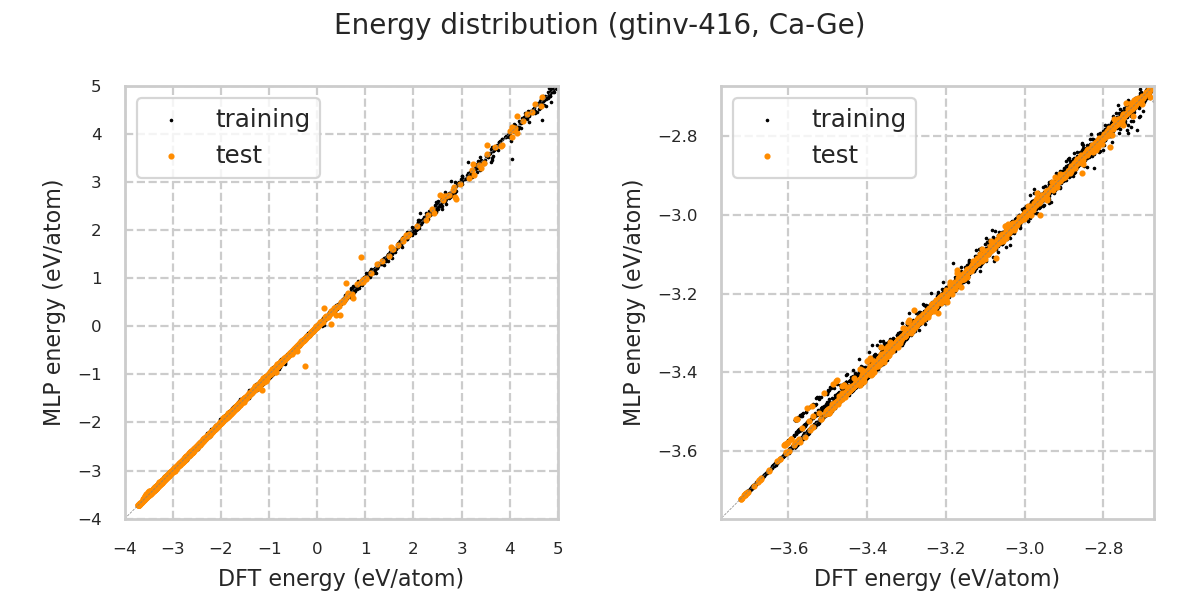 Energy distribution (gtinv-416, Ca-Ge)
training
test
5
4
3
2
1
0
−1
−2
−3
−4
MLP energy (eV/atom)
−4 −3 −2 −1 0 1 2 3 4 5
DFT energy (eV/atom)
training
test
−2.8
−3.0
−3.2
−3.4
−3.6
MLP energy (eV/atom)
−3.6 −3.4 −3.2 −3.0 −2.8
DFT energy (eV/atom)